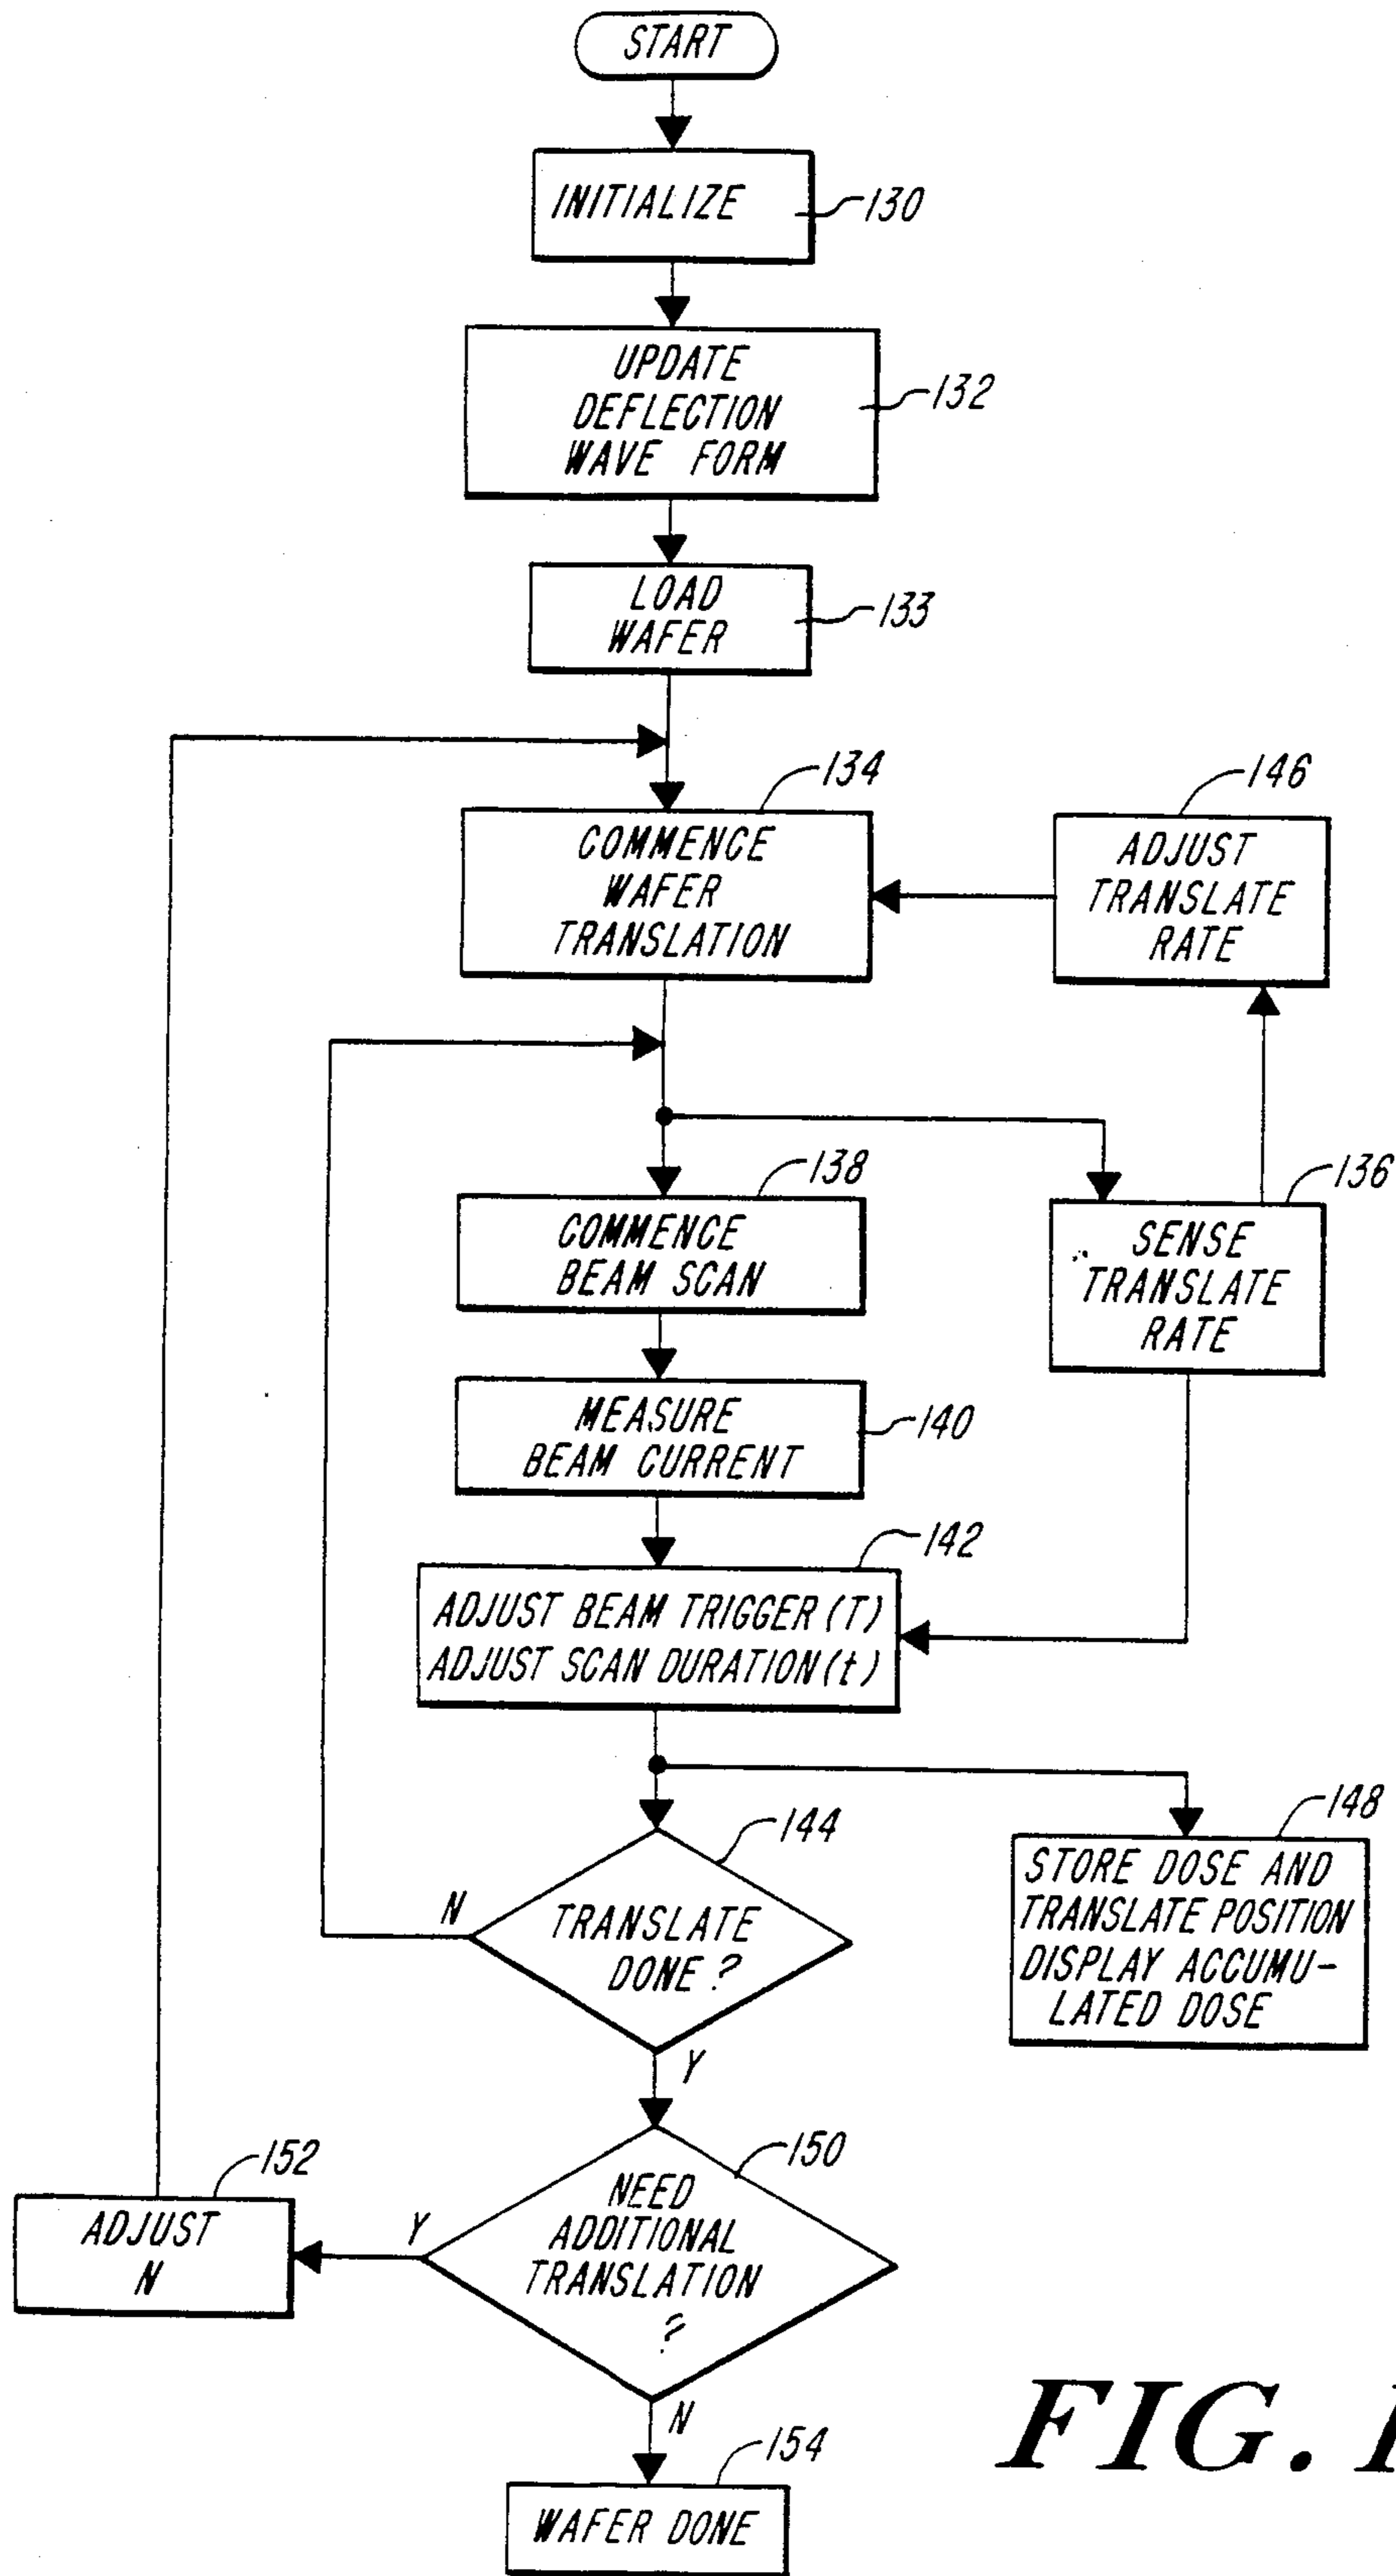 START
INITIALIZE
130
UPDATE
DEFLECTION
WAVE FORM
132
LOAD
WAFER
133
134
COMMENCE
WAFER
TRANSLATION
146
ADJUST
TRANSLATE
RATE
138
COMMENCE
BEAM SCAN
136
SENSE
TRANSLATE
RATE
MEASURE
BEAM CURRENT
140
142
ADJUST BEAM TRIGGER (T)
ADJUST SCAN DURATION (t)
144
N
TRANSLATE
DONE ?
Y
148
STORE DOSE AND
TRANSLATE POSITION
DISPLAY ACCUMU-
LATED DOSE
150
NEED
ADDITIONAL
TRANSLATION
?
Y
N
152
ADJUST
N
154
WAFER DONE
FIG.